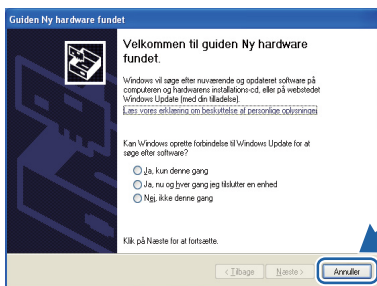 Guiden Ny hardware fundet
Velkommen til guiden Ny hardware
fundet.
Windows vil søge efter nuværende og opdateret software på
computeren og hardwarens installations-cd, eller på webstedet
Windows Update (med din tilladelse).
Læs vores erklæring om beskyttelse af personlige oplysninger
Kan Windows oprette forbindelse til Windows Update for at
søge efter software?
Ja, kun denne gang
Ja, nu og hver gang jeg tilslutter en enhed
Nej, ikke denne gang
Klik på Næste for at fortsætte.
< Tilbage Næste > Annuller